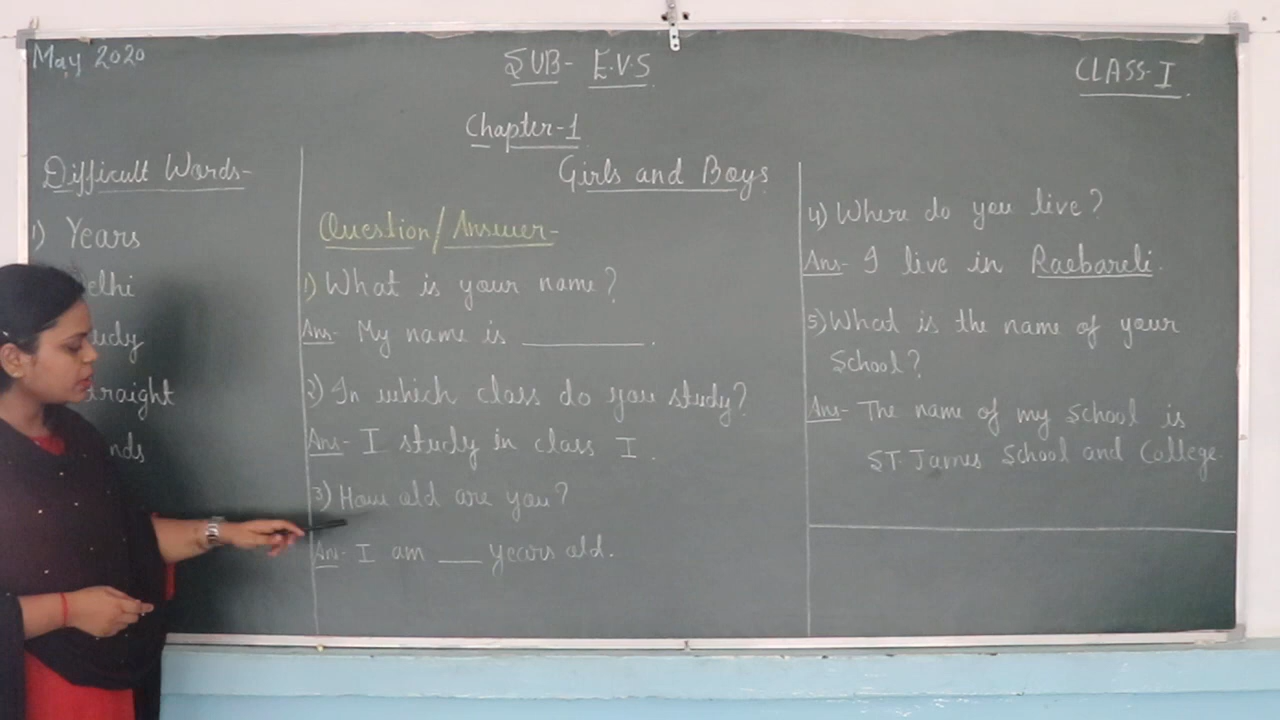 May 2020
SUB- E.V.S
CLASS-I
Chapter-1
Girls and Boys
Difficult Words-
1) Years
elhi
udy
raight
nds
Question/Answer-
1) What is your name?
Ans- My name is ________.
2) In which class do you study?
Ans- I study in class I.
3) How old are you?
Ans- I am ___ years old.
4) Where do you live?
Ans- I live in Raebareli.
5) What is the name of your
School?
Ans- The name of my School is
ST. James School and College.